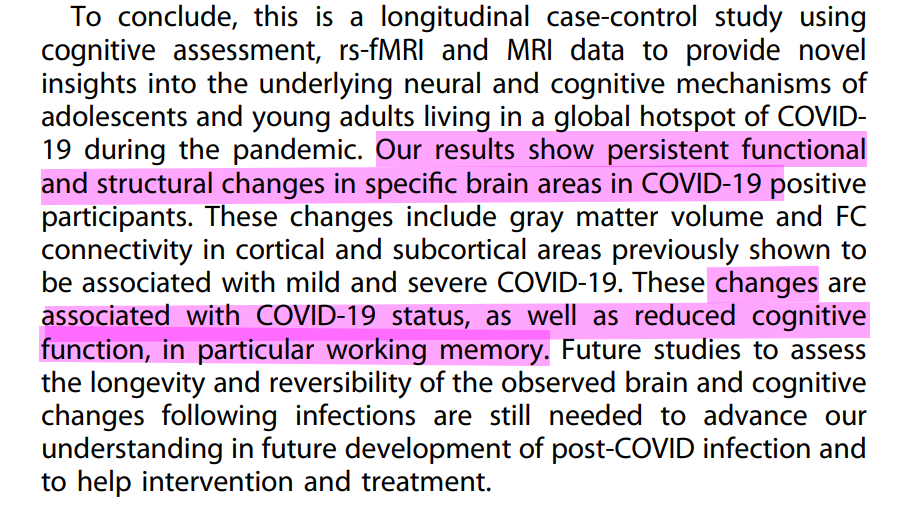 To conclude, this is a longitudinal case-control study using
cognitive assessment, rs-fMRI and MRI data to provide novel
insights into the underlying neural and cognitive mechanisms of
adolescents and young adults living in a global hotspot of COVID-
19 during the pandemic. Our results show persistent functional
and structural changes in specific brain areas in COVID-19 positive
participants. These changes include gray matter volume and FC
connectivity in cortical and subcortical areas previously shown to
be associated with mild and severe COVID-19. These changes are
associated with COVID-19 status, as well as reduced cognitive
function, in particular working memory. Future studies to assess
the longevity and reversibility of the observed brain and cognitive
changes following infections are still needed to advance our
understanding in future development of post-COVID infection and
to help intervention and treatment.